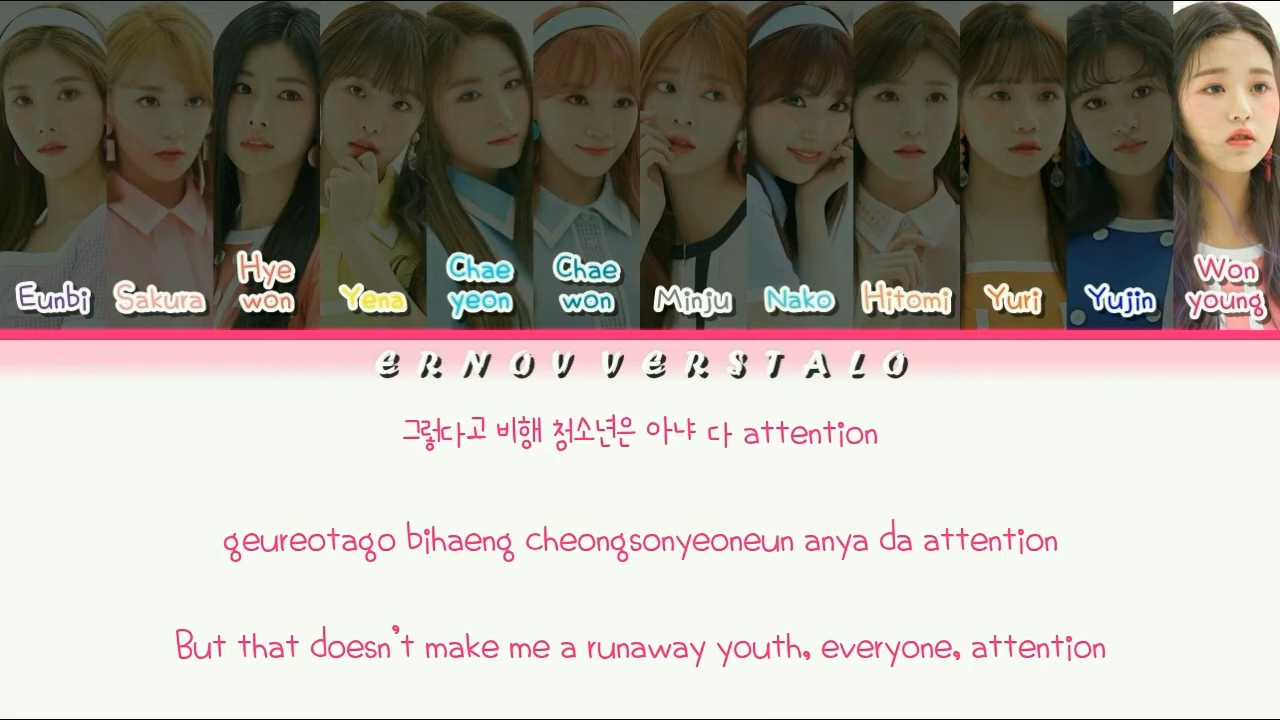 Eunbi
Sakura
Hye
won
Yena
Chae
yeon
Chae
won
Minju
Nako
Hitomi
Yuri
Yujin
Won
young
ERNOV VERSTALO
그렇다고 비행 청소년은 아냐 다 attention
geureotago bihaeng cheongsonyeoneun anya da attention
But that doesn't make me a runaway youth, everyone, attention